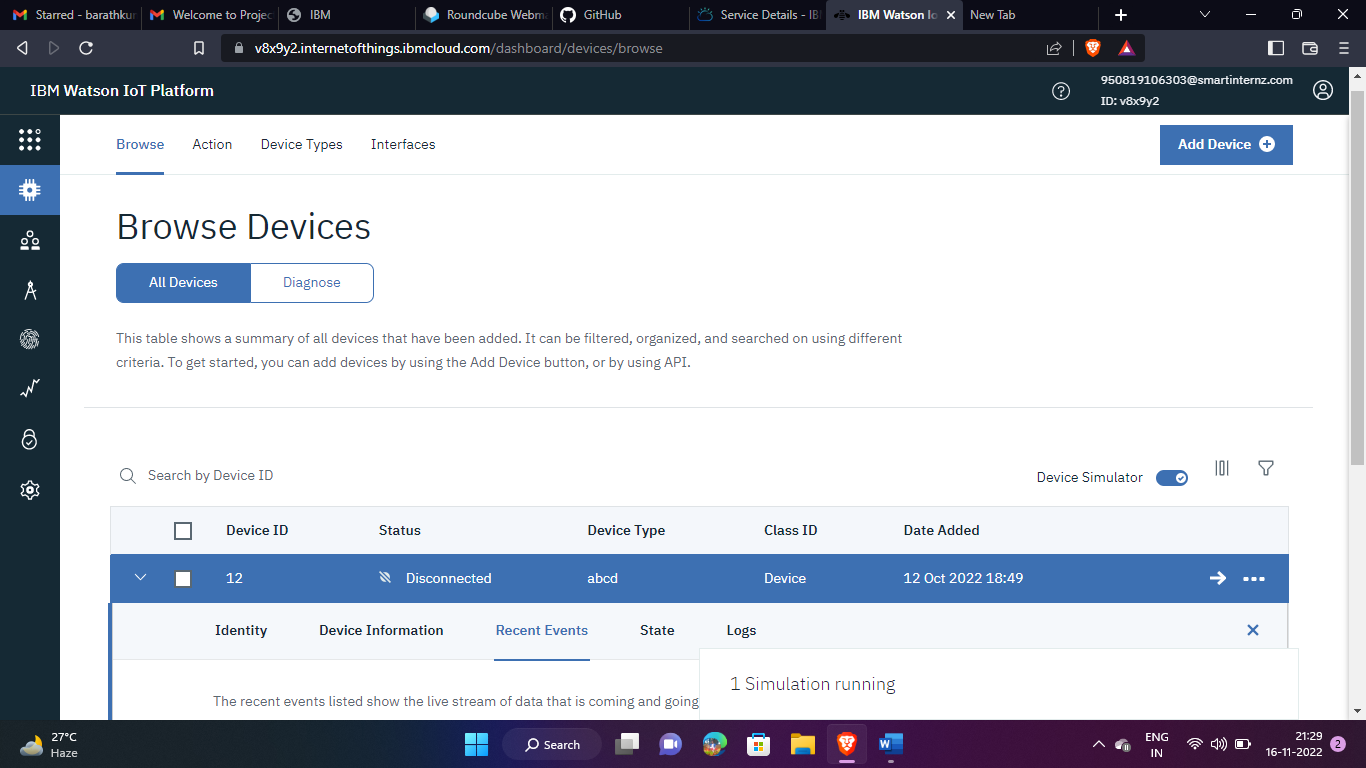 Starred - barathkur
Welcome to Projec
IBM
Roundcube Webma
GitHub
Service Details - IB
IBM Watson Io
New Tab
v8x9y2.internetofthings.ibmcloud.com/dashboard/devices/browse
IBM Watson IoT Platform
950819106303@smartinternz.com
ID: v8x9y2
Browse Action Device Types Interfaces
Add Device
Browse Devices
All Devices Diagnose
This table shows a summary of all devices that have been added. It can be filtered, organized, and searched on using different
criteria. To get started, you can add devices by using the Add Device button, or by using API.
Search by Device ID
Device Simulator
Device ID Status Device Type Class ID Date Added
12 Disconnected abcd Device 12 Oct 2022 18:49
Identity Device Information Recent Events State Logs
1 Simulation running
The recent events listed show the live stream of data that is coming and going
27°C
Haze
Search
ENG
IN
21:29
16-11-2022
2